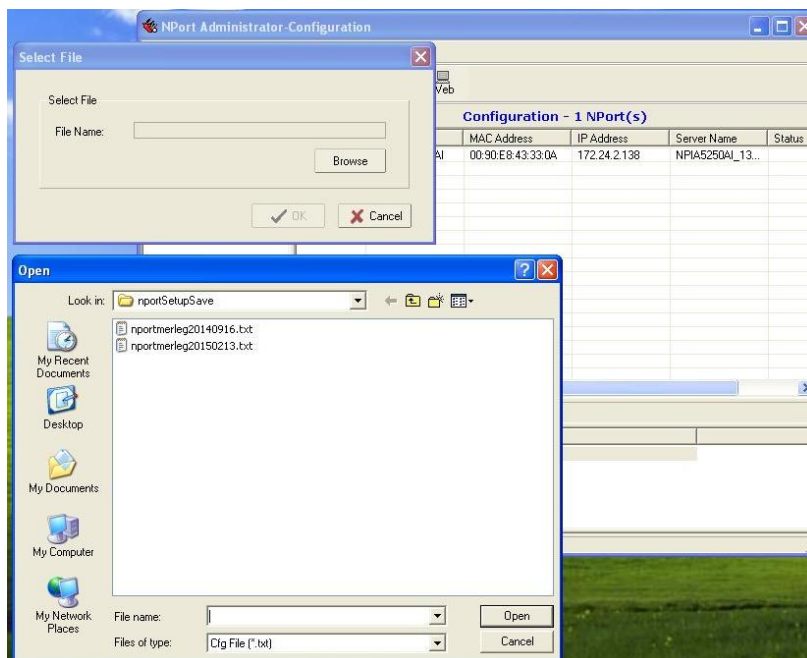 NPort Administrator-Configuration
Select File
Select File
File Name:
Browse
OK
Cancel
Web
Configuration - 1 NPort(s)
MAC Address IP Address Server Name Status
AI 00:90:E8:43:33:0A 172.24.2.138 NPIA5250AI_13...
Open
Look in: nportSetupSave
nportmerleg20140916.txt
nportmerleg20150213.txt
My Recent
Documents
Desktop
My Documents
My Computer
My Network
Places
File name:
Open
Files of type: Cfg File (*.txt)
Cancel